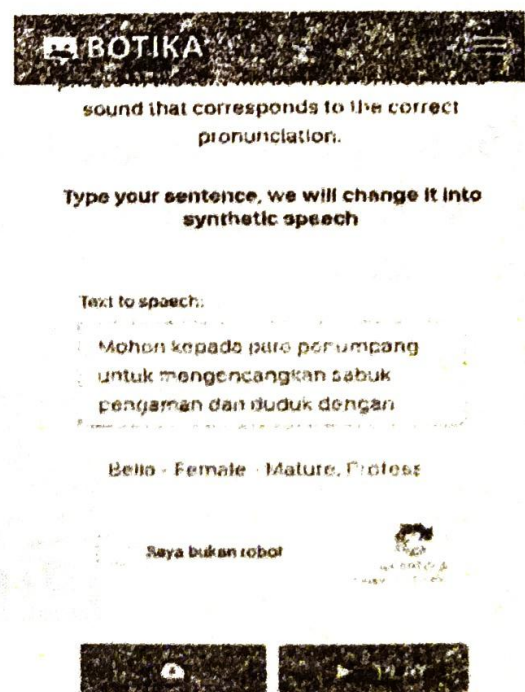 BOTIKA
sound that corresponds to the correct
pronunciation.
Type your sentence, we will change it into
synthetic speech
Text to speech:
Mohon kepada para penumpang
untuk mengencangkan sabuk
pengaman dan duduk dengan
Bella - Female - Mature, Profess
Saya bukan robot